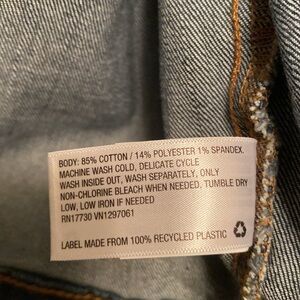 BODY: 85% COTTON / 14% POLYESTER 1% SPANDEX.
MACHINE WASH COLD, DELICATE CYCLE
WASH INSIDE OUT, WASH SEPARATELY, ONLY
NON-CHLORINE BLEACH WHEN NEEDED, TUMBLE DRY
LOW, LOW IRON IF NEEDED
RN17730 VN1297061
LABEL MADE FROM 100% RECYCLED PLASTIC